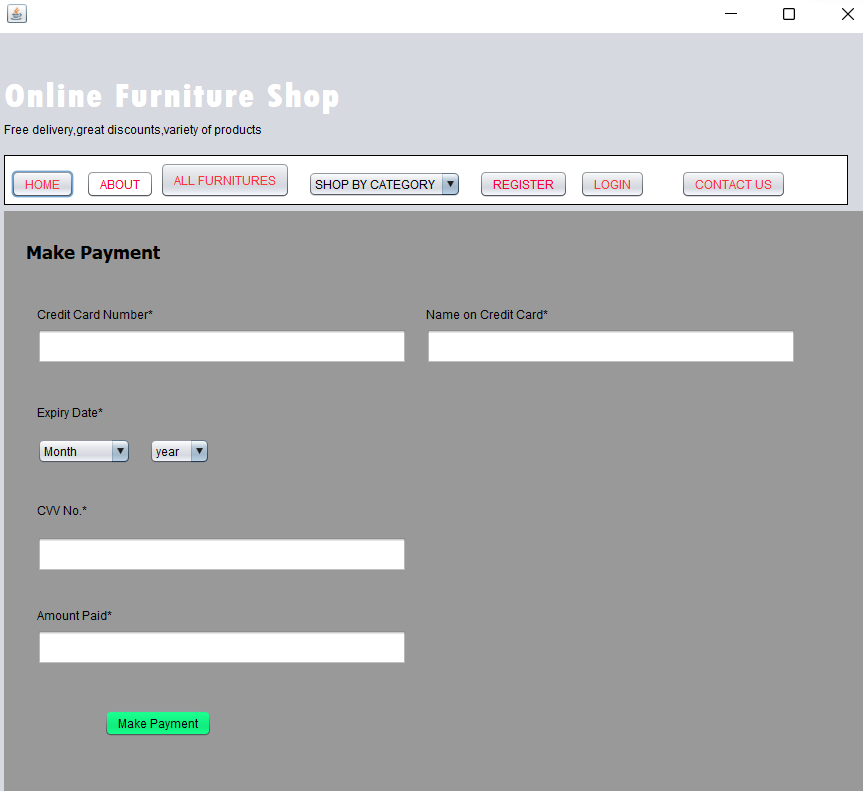 Online Furniture Shop
Free delivery,great discounts,variety of products
HOME ABOUT ALL FURNITURES SHOP BY CATEGORY REGISTER LOGIN CONTACT US
Make Payment
Credit Card Number* Name on Credit Card*
Expiry Date*
Month year
CVV No.*
Amount Paid*
Make Payment